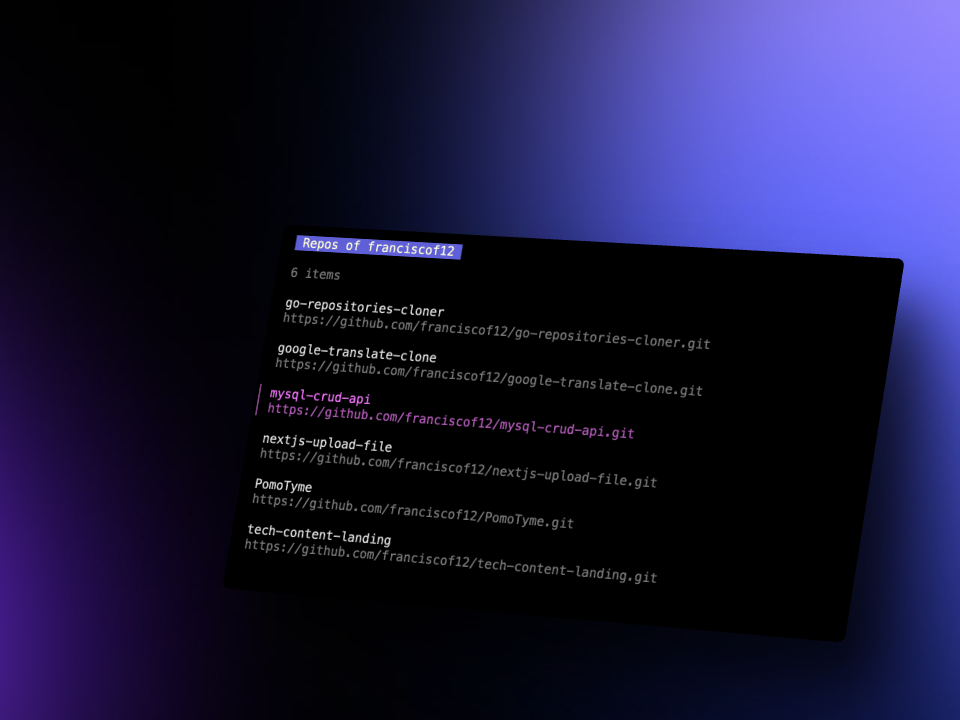 Repos of franciscof12
6 items
go-repositories-cloner
https://github.com/franciscof12/go-repositories-cloner.git
google-translate-clone
https://github.com/franciscof12/google-translate-clone.git
mysql-crud-api
https://github.com/franciscof12/mysql-crud-api.git
nextjs-upload-file
https://github.com/franciscof12/nextjs-upload-file.git
PomoTyme
https://github.com/franciscof12/PomoTyme.git
tech-content-landing
https://github.com/franciscof12/tech-content-landing.git